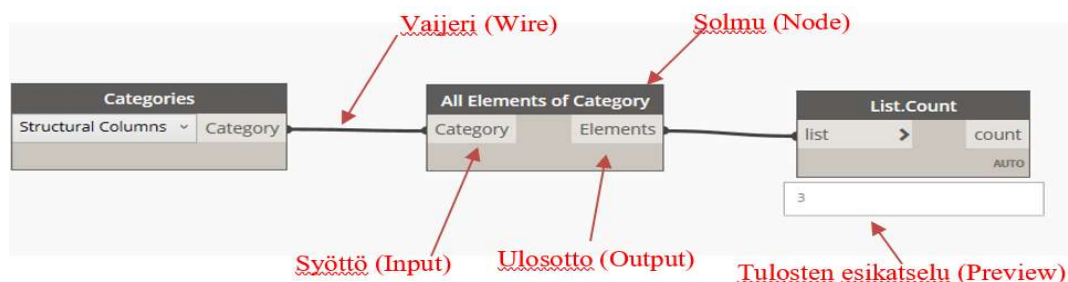 Vaijeri (Wire)
Solmu (Node)
Categories
Structural Columns Category
All Elements of Category
Category Elements
List.Count
list > count
AUTO
3
Syöttö (Input)
Ulosotto (Output)
Tulosten esikatselu (Preview)